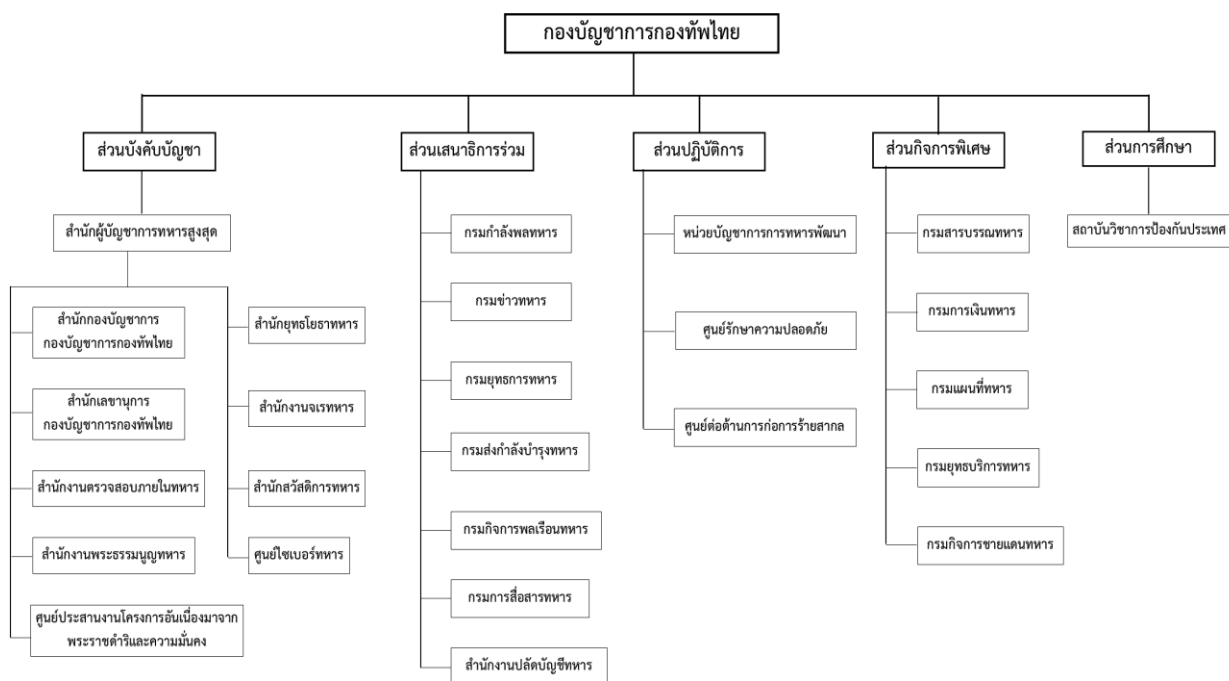 กองบัญชาการกองทัพไทย
ส่วนบังคับบัญชา
ส่วนเสนาธิการร่วม
ส่วนปฏิบัติการ
ส่วนกิจการพิเศษ
ส่วนการศึกษา
สำนักผู้บัญชาการทหารสูงสุด
สำนักกองบัญชาการ
กองบัญชาการกองทัพไทย
สำนักเลขานุการ
กองบัญชาการกองทัพไทย
สำนักงานตรวจสอบภายในทหาร
สำนักงานพระธรรมนูญทหาร
ศูนย์ประสานงานโครงการอันเนื่องมาจาก
พระราชดำริและความมั่นคง
สำนักยุทธโยธาทหาร
สำนักงานจเรทหาร
สำนักสวัสดิการทหาร
ศูนย์ไซเบอร์ทหาร
กรมกำลังพลทหาร
กรมข่าวทหาร
กรมยุทธการทหาร
กรมส่งกำลังบำรุงทหาร
กรมกิจการพลเรือนทหาร
กรมการสื่อสารทหาร
สำนักงานปลัดบัญชีทหาร
หน่วยบัญชาการทหารพัฒนา
ศูนย์รักษาความปลอดภัย
ศูนย์ต่อต้านการก่อการร้ายสากล
กรมสารบรรณทหาร
กรมการเงินทหาร
กรมแผนที่ทหาร
กรมยุทธบริการทหาร
กรมกิจการชายแดนทหาร
สถาบันวิชาการป้องกันประเทศ